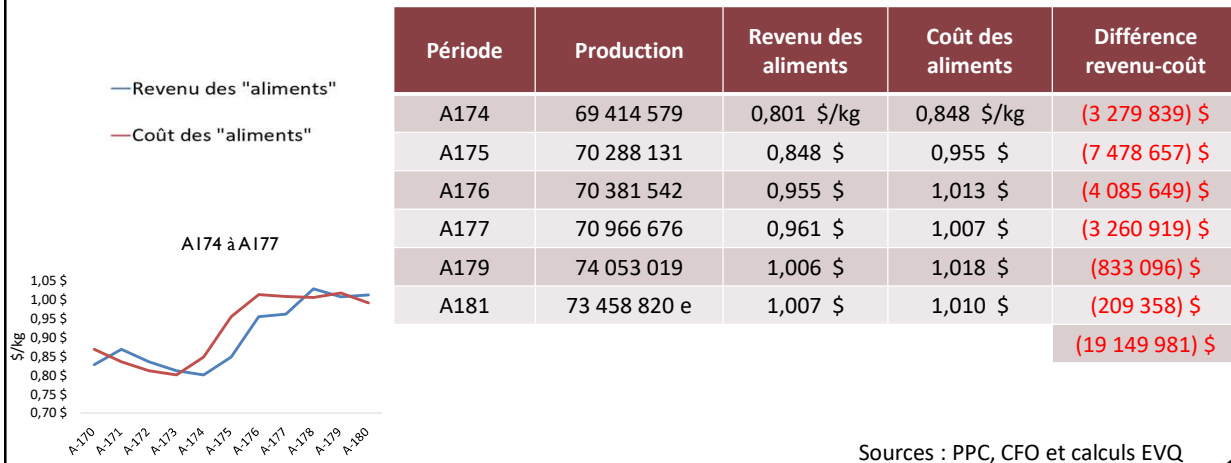 Revenu des "aliments"
Coût des "aliments"
A174 à A177
$/kg
1,05 $
1,00 $
0,95 $
0,90 $
0,85 $
0,80 $
0,75 $
0,70 $
A-170 A-171 A-172 A-173 A-174 A-175 A-176 A-177 A-178 A-179 A-180
Période Production Revenu des aliments Coût des aliments Différence revenu-coût
A174 69 414 579 0,801 $/kg 0,848 $/kg (3 279 839) $
A175 70 288 131 0,848 $ 0,955 $ (7 478 657) $
A176 70 381 542 0,955 $ 1,013 $ (4 085 649) $
A177 70 966 676 0,961 $ 1,007 $ (3 260 919) $
A179 74 053 019 1,006 $ 1,018 $ (833 096) $
A181 73 458 820 e 1,007 $ 1,010 $ (209 358) $
(19 149 981) $
Sources : PPC, CFO et calculs EVQ